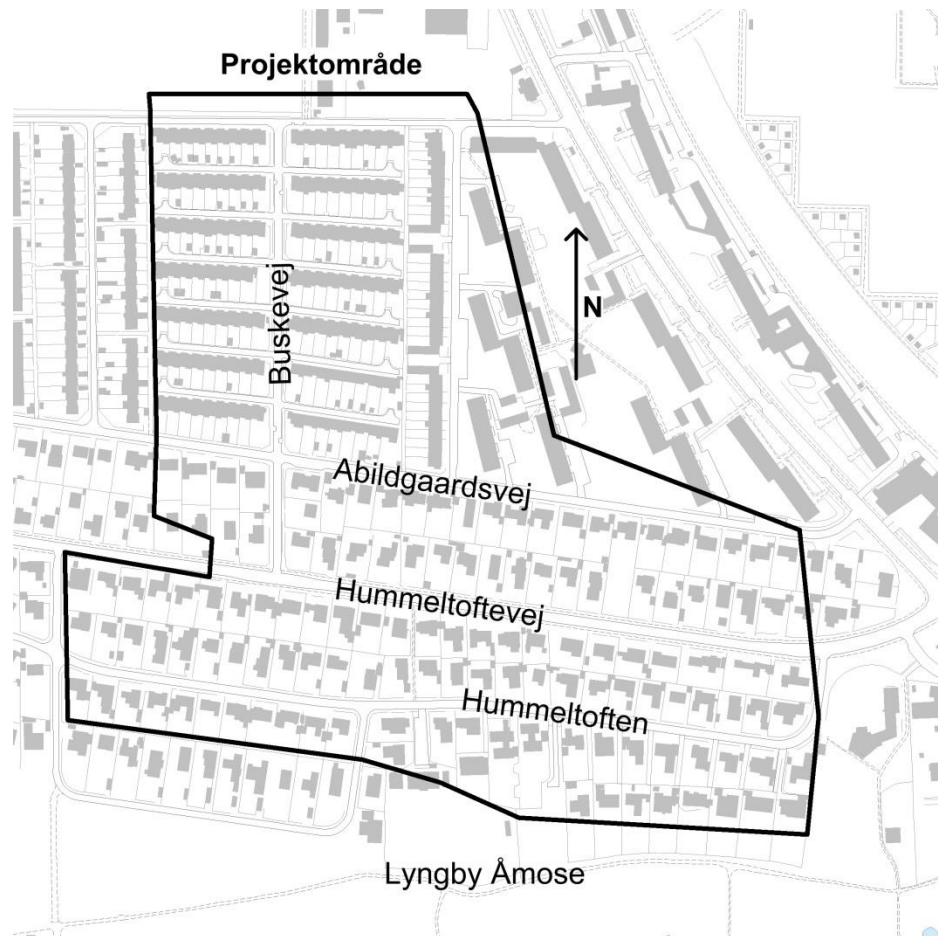 Projektområde
N
Buskevej
Abildgaardsvej
Hummeltoftevej
Hummeltoften
Lyngby Åmose